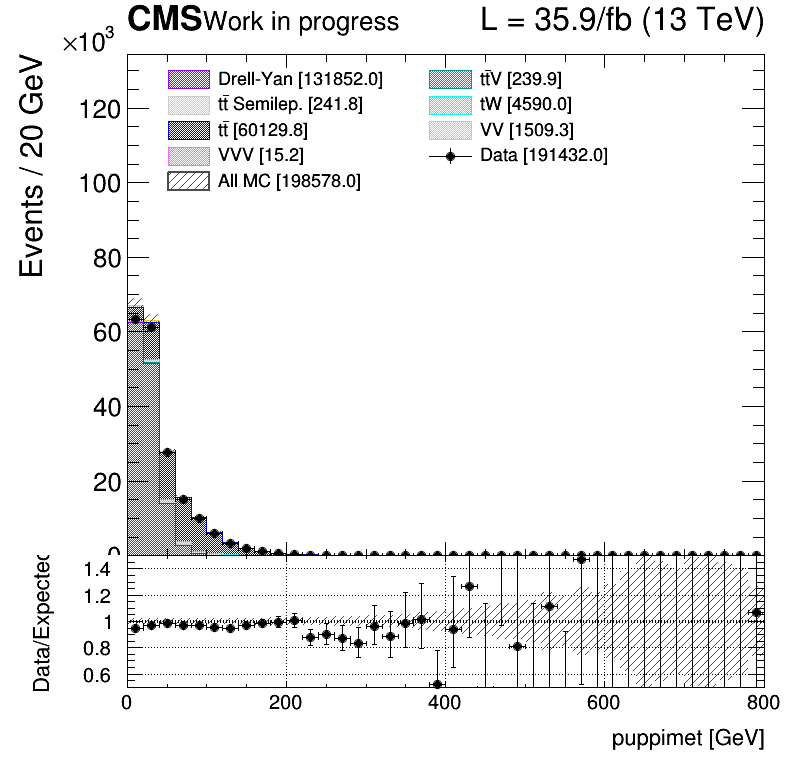 CMS Work in progress L = 35.9/fb (13 TeV)
×10³
Events / 20 GeV
Drell-Yan [131852.0]
tt̄ Semilep. [241.8]
tt̄ [60129.8]
VVV [15.2]
All MC [198578.0]
tt̄V [239.9]
tW [4590.0]
VV [1509.3]
Data [191432.0]
120
100
80
60
40
20
0
Data/Expected
1.4
1.2
1
0.8
0.6
0 200 400 600 800
puppimet [GeV]